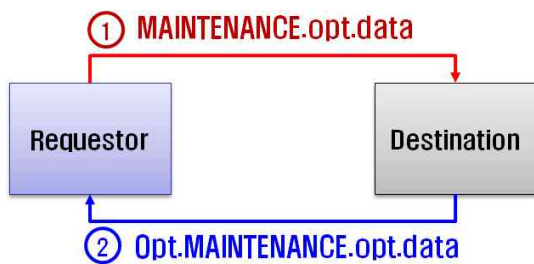 ① MAINTENANCE.opt.data
Requestor
Destination
② Opt.MAINTENANCE.opt.data